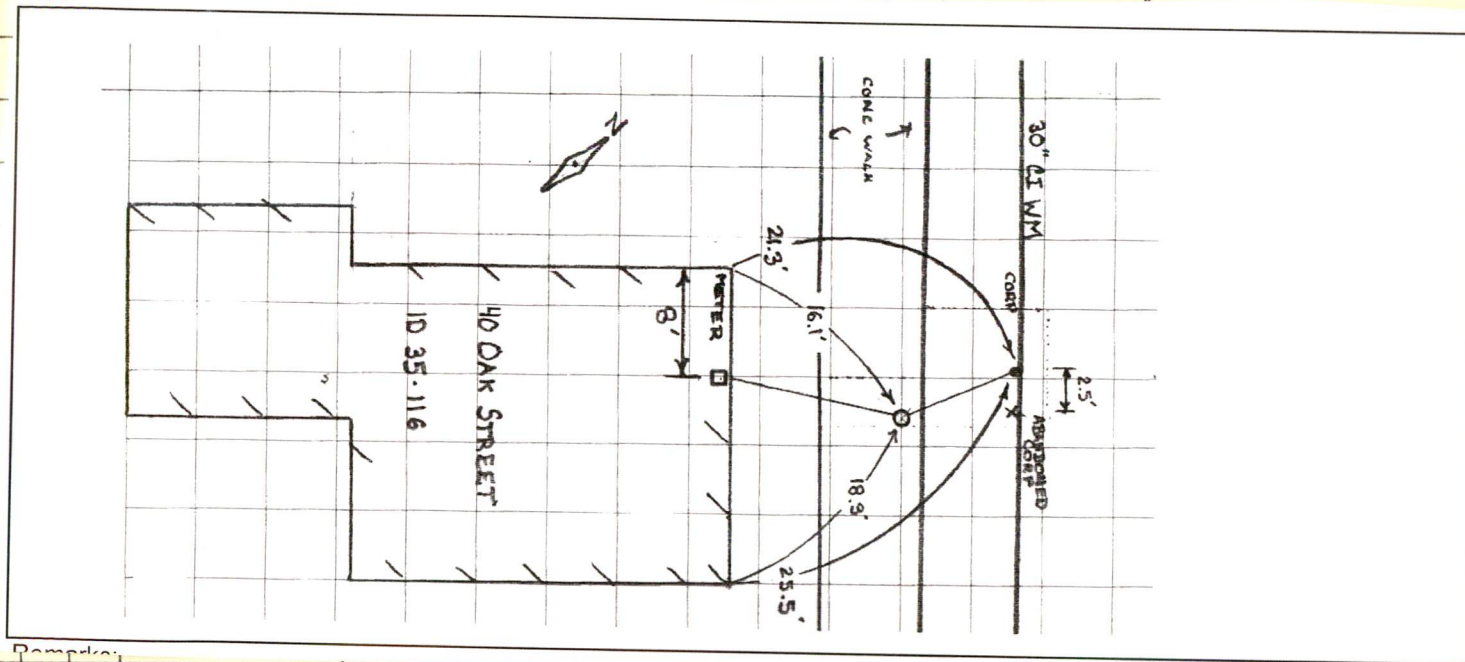 N
CONC WALK
30" CI WM
21.3'
CORP
METER
16.1'
8'
2.5'
ABANDONED
CORP
40 OAK STREET
ID 35-116
18.9'
25.5'
Remarks: